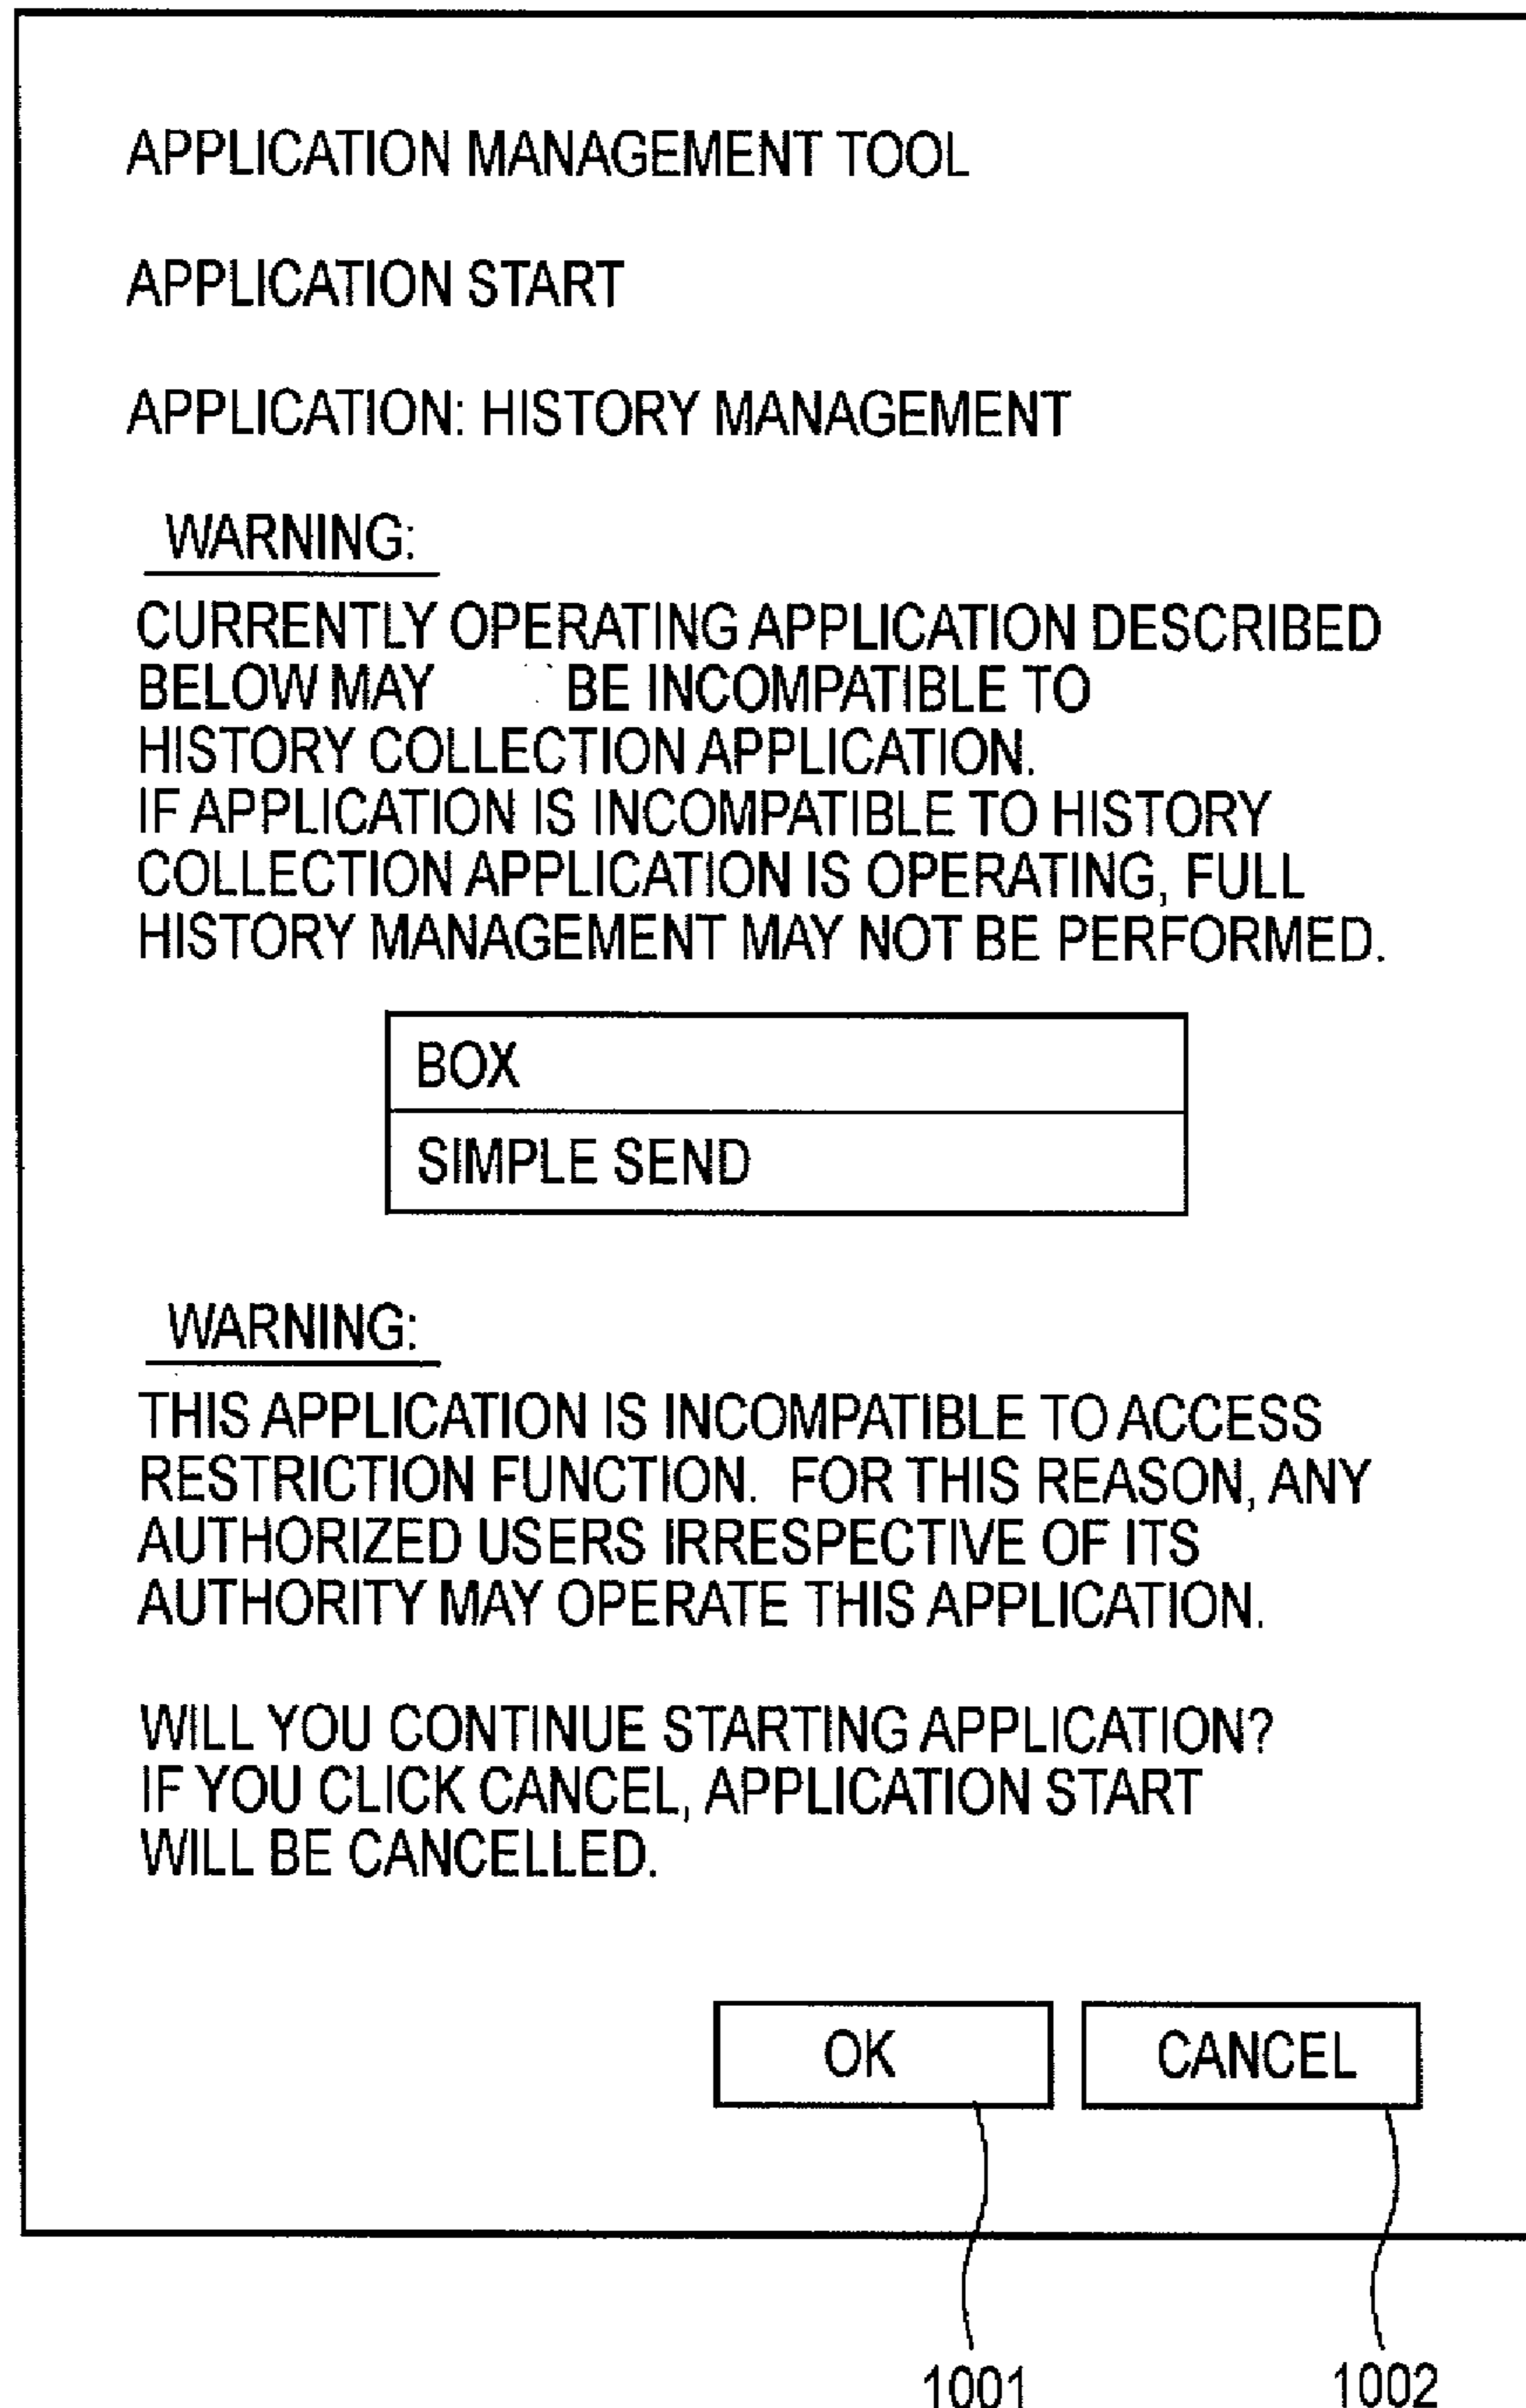 APPLICATION MANAGEMENT TOOL
APPLICATION START
APPLICATION: HISTORY MANAGEMENT
WARNING:
CURRENTLY OPERATING APPLICATION DESCRIBED
BELOW MAY BE INCOMPATIBLE TO
HISTORY COLLECTION APPLICATION.
IF APPLICATION IS INCOMPATIBLE TO HISTORY
COLLECTION APPLICATION IS OPERATING, FULL
HISTORY MANAGEMENT MAY NOT BE PERFORMED.
BOX
SIMPLE SEND
WARNING:
THIS APPLICATION IS INCOMPATIBLE TO ACCESS
RESTRICTION FUNCTION. FOR THIS REASON, ANY
AUTHORIZED USERS IRRESPECTIVE OF ITS
AUTHORITY MAY OPERATE THIS APPLICATION.
WILL YOU CONTINUE STARTING APPLICATION?
IF YOU CLICK CANCEL, APPLICATION START
WILL BE CANCELLED.
OK CANCEL
1001 1002